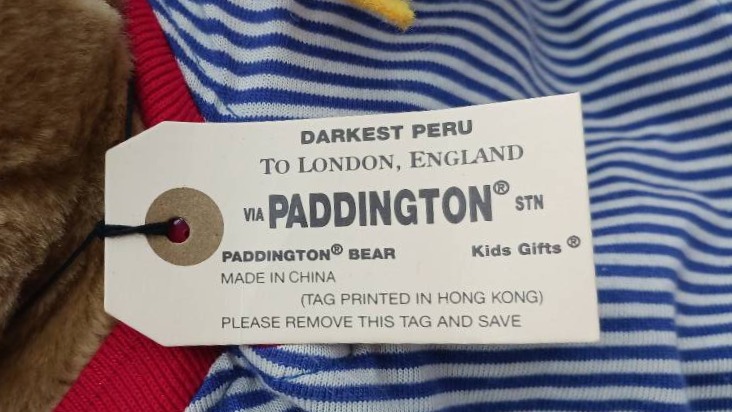 DARKEST PERU
TO LONDON, ENGLAND
VIA PADDINGTON® STN
PADDINGTON® BEAR Kids Gifts ®
MADE IN CHINA
(TAG PRINTED IN HONG KONG)
PLEASE REMOVE THIS TAG AND SAVE